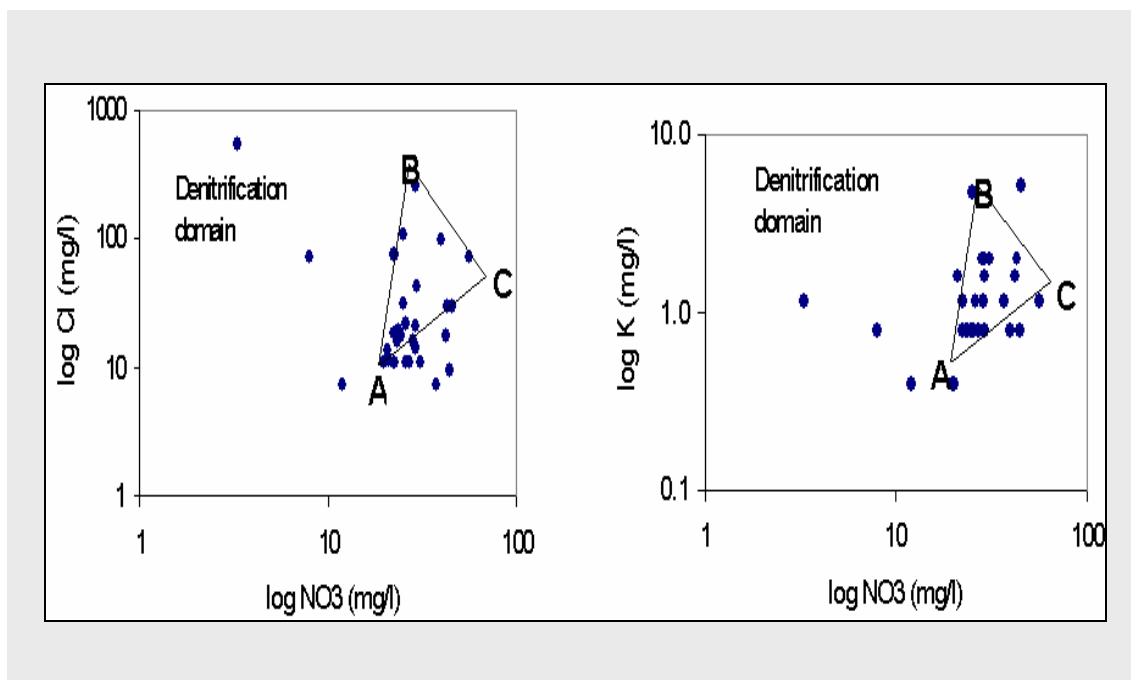 1000
100
10
1
log Cl (mg/l)
Denitrification
domain
B
C
A
1
10
100
log NO3 (mg/l)
10.0
1.0
0.1
log K (mg/l)
Denitrification
domain
B
C
A
1
10
100
log NO3 (mg/l)